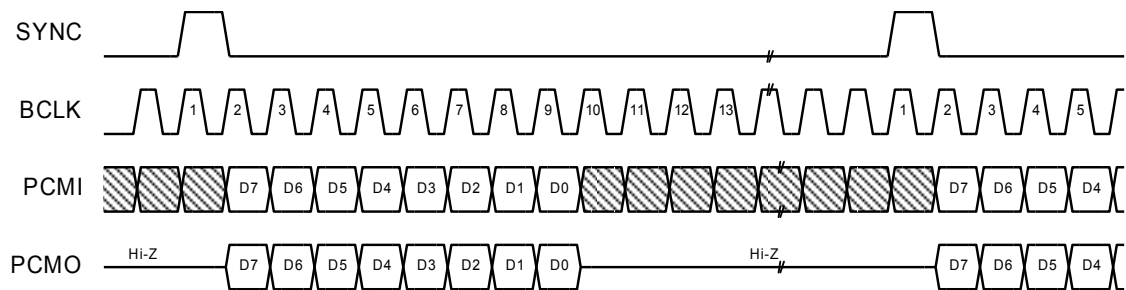 SYNC
BCLK 1 2 3 4 5 6 7 8 9 10 11 12 13 1 2 3 4 5
PCMI D7 D6 D5 D4 D3 D2 D1 D0 D7 D6 D5 D4
PCMO Hi-Z D7 D6 D5 D4 D3 D2 D1 D0 Hi-Z D7 D6 D5 D4